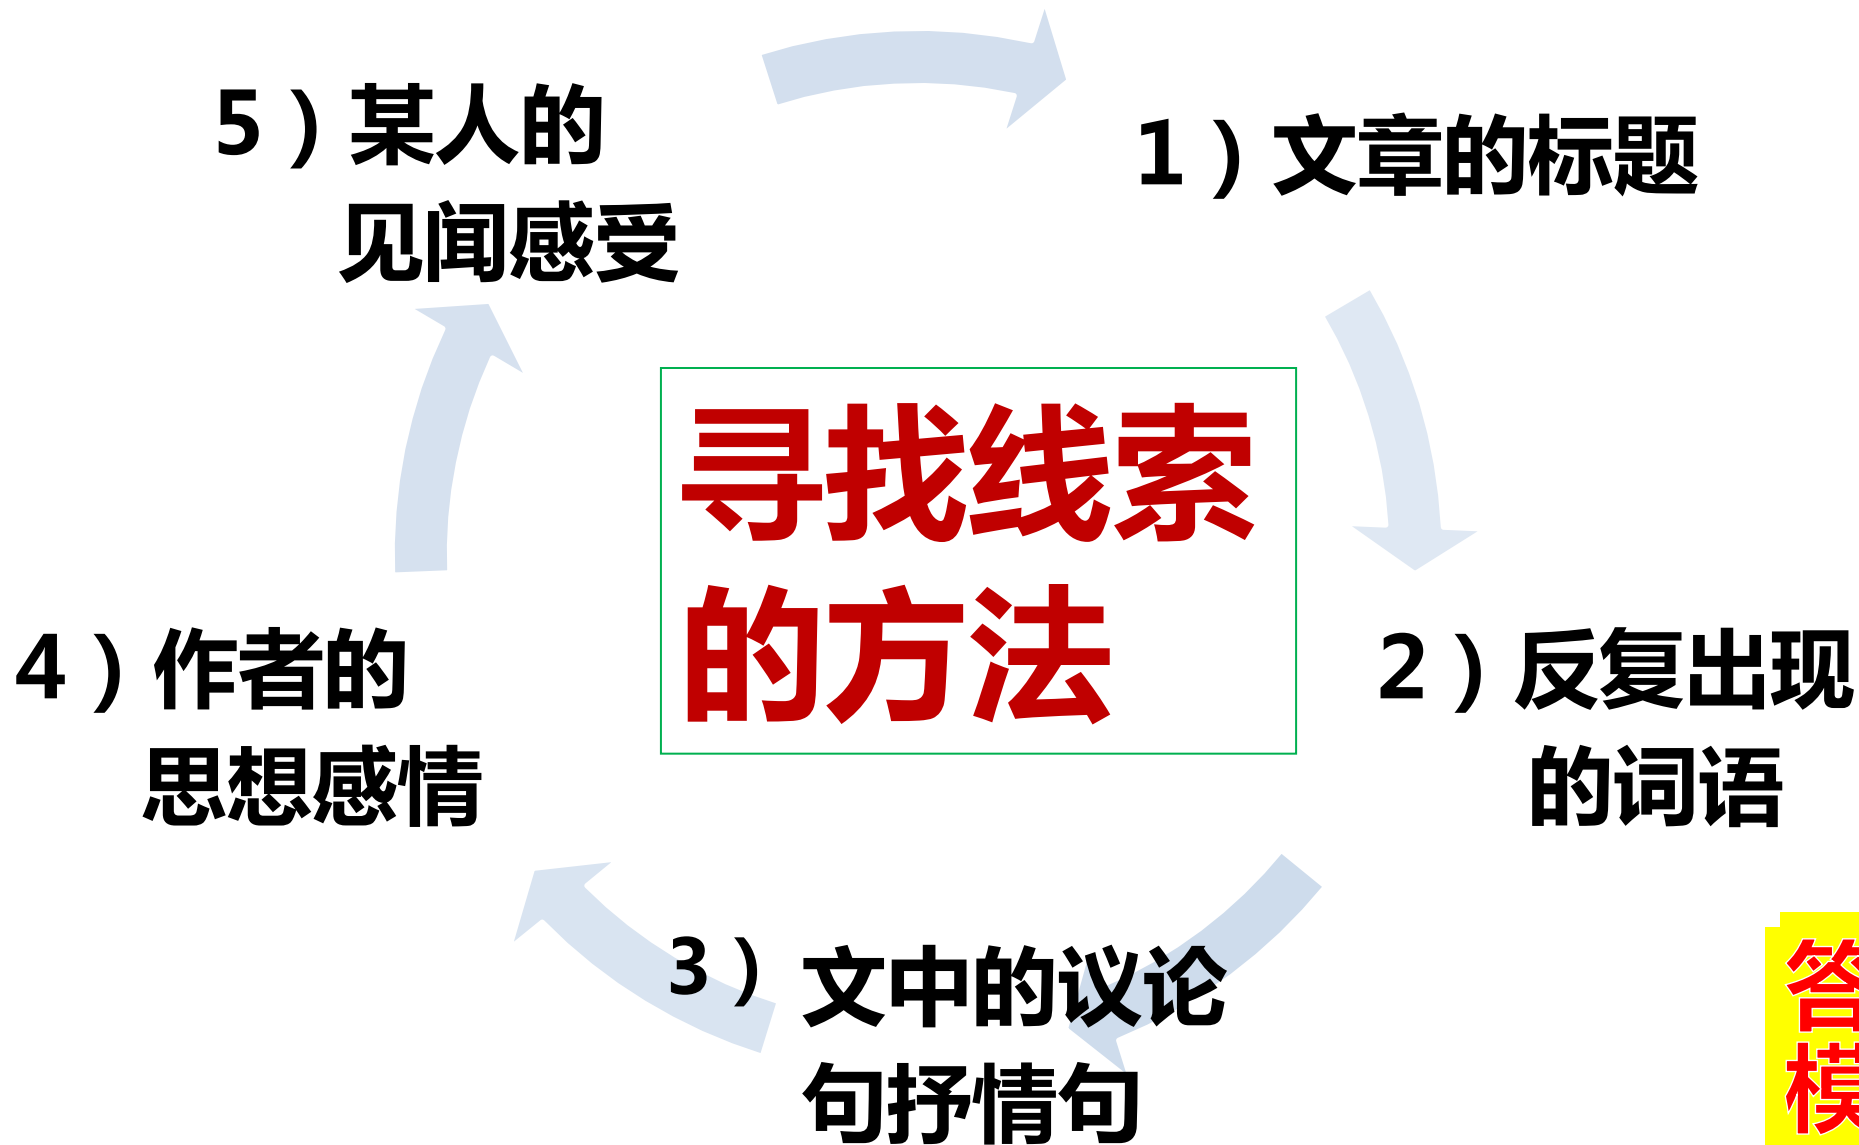 寻找线索
的方法
1）文章的标题
2）反复出现
的词语
3）文中的议论
句抒情句
4）作者的
思想感情
5）某人的
见闻感受
答
模